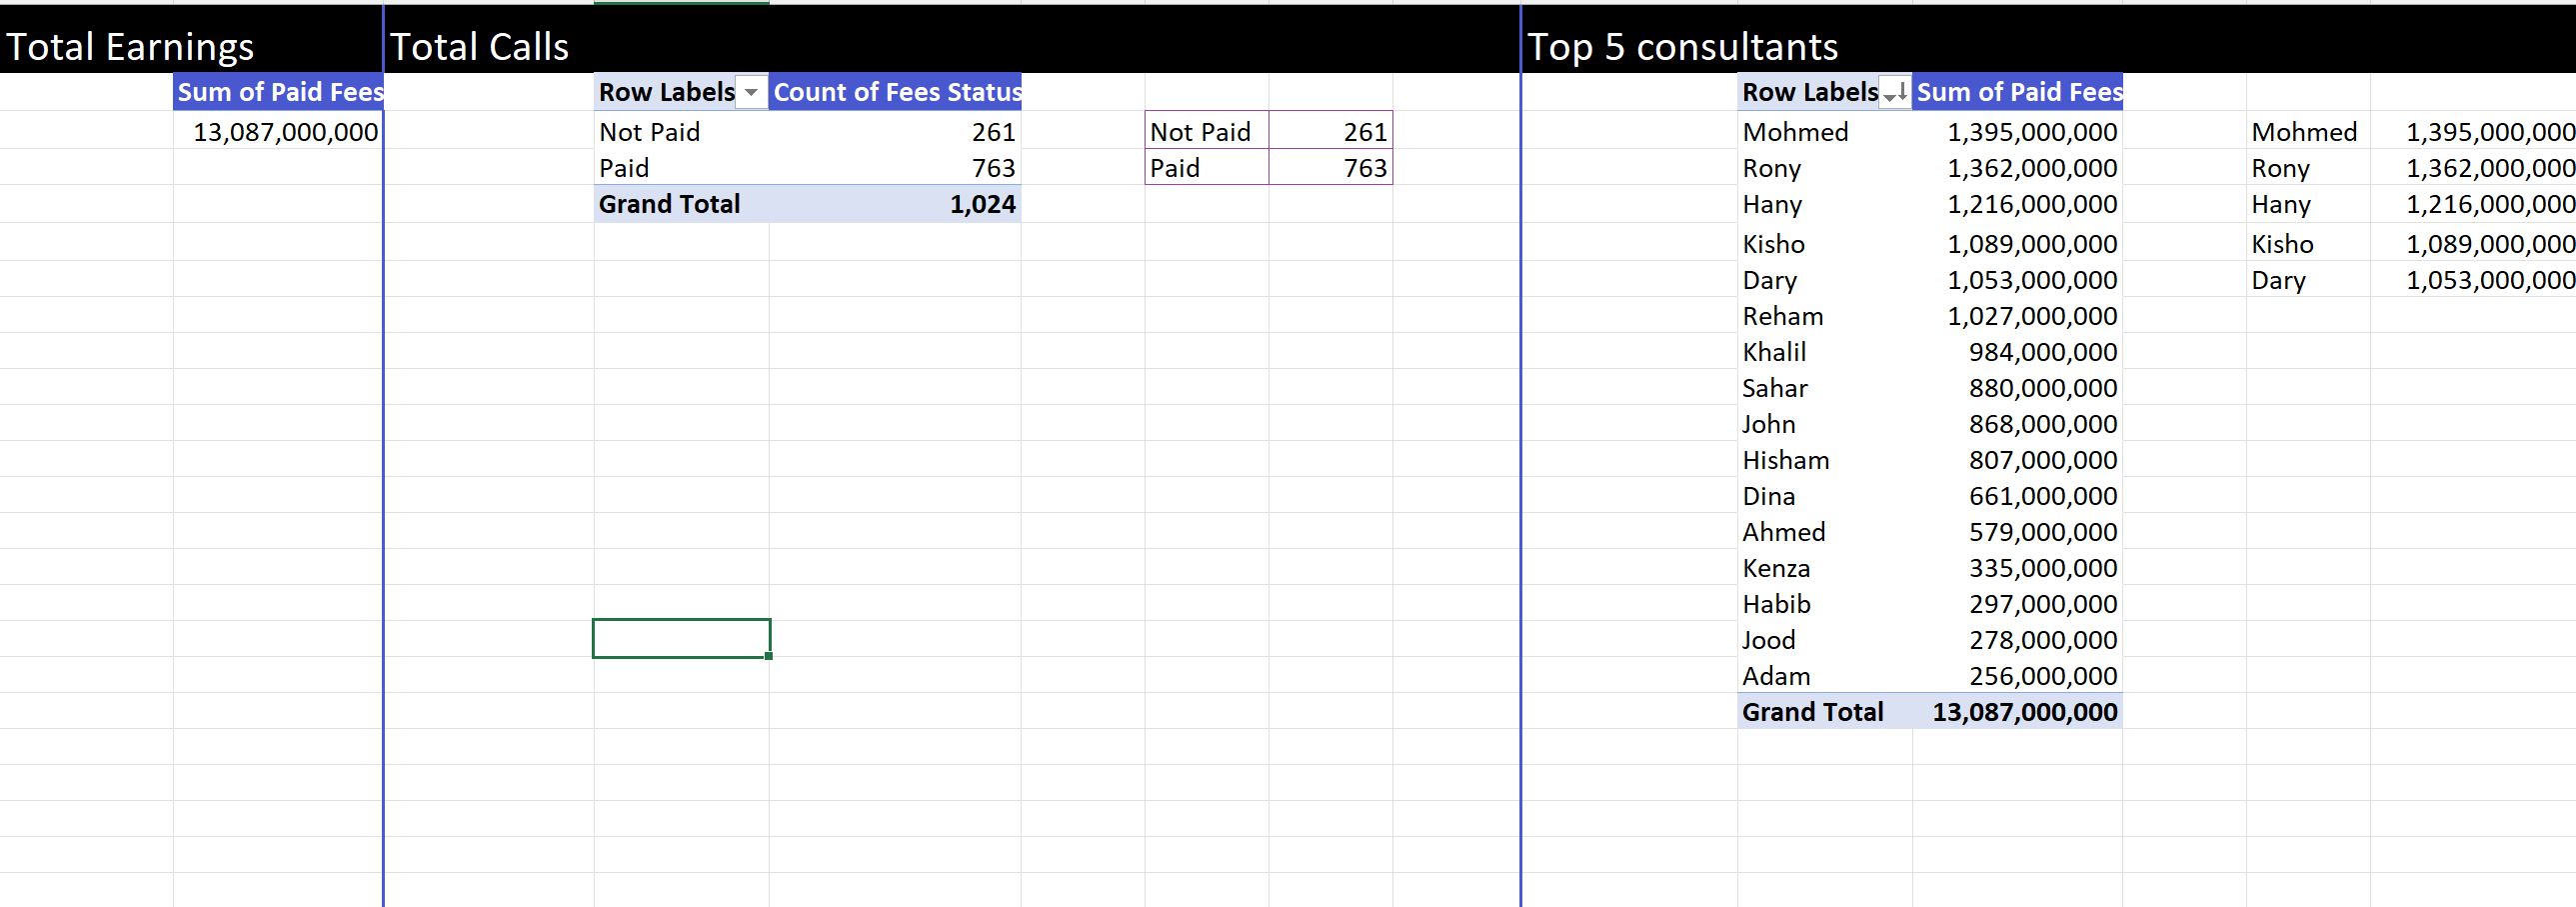 Total Earnings Total Calls Top 5 consultants
Sum of Paid Fees Row Labels Count of Fees Status Row Labels Sum of Paid Fees
13,087,000,000 Not Paid 261 Not Paid 261 Mohmed 1,395,000,000 Mohmed 1,395,000,000
Paid 763 Paid 763 Rony 1,362,000,000 Rony 1,362,000,000
Grand Total 1,024 Hany 1,216,000,000 Hany 1,216,000,000
Kisho 1,089,000,000 Kisho 1,089,000,000
Dary 1,053,000,000 Dary 1,053,000,000
Reham 1,027,000,000
Khalil 984,000,000
Sahar 880,000,000
John 868,000,000
Hisham 807,000,000
Dina 661,000,000
Ahmed 579,000,000
Kenza 335,000,000
Habib 297,000,000
Jood 278,000,000
Adam 256,000,000
Grand Total 13,087,000,000